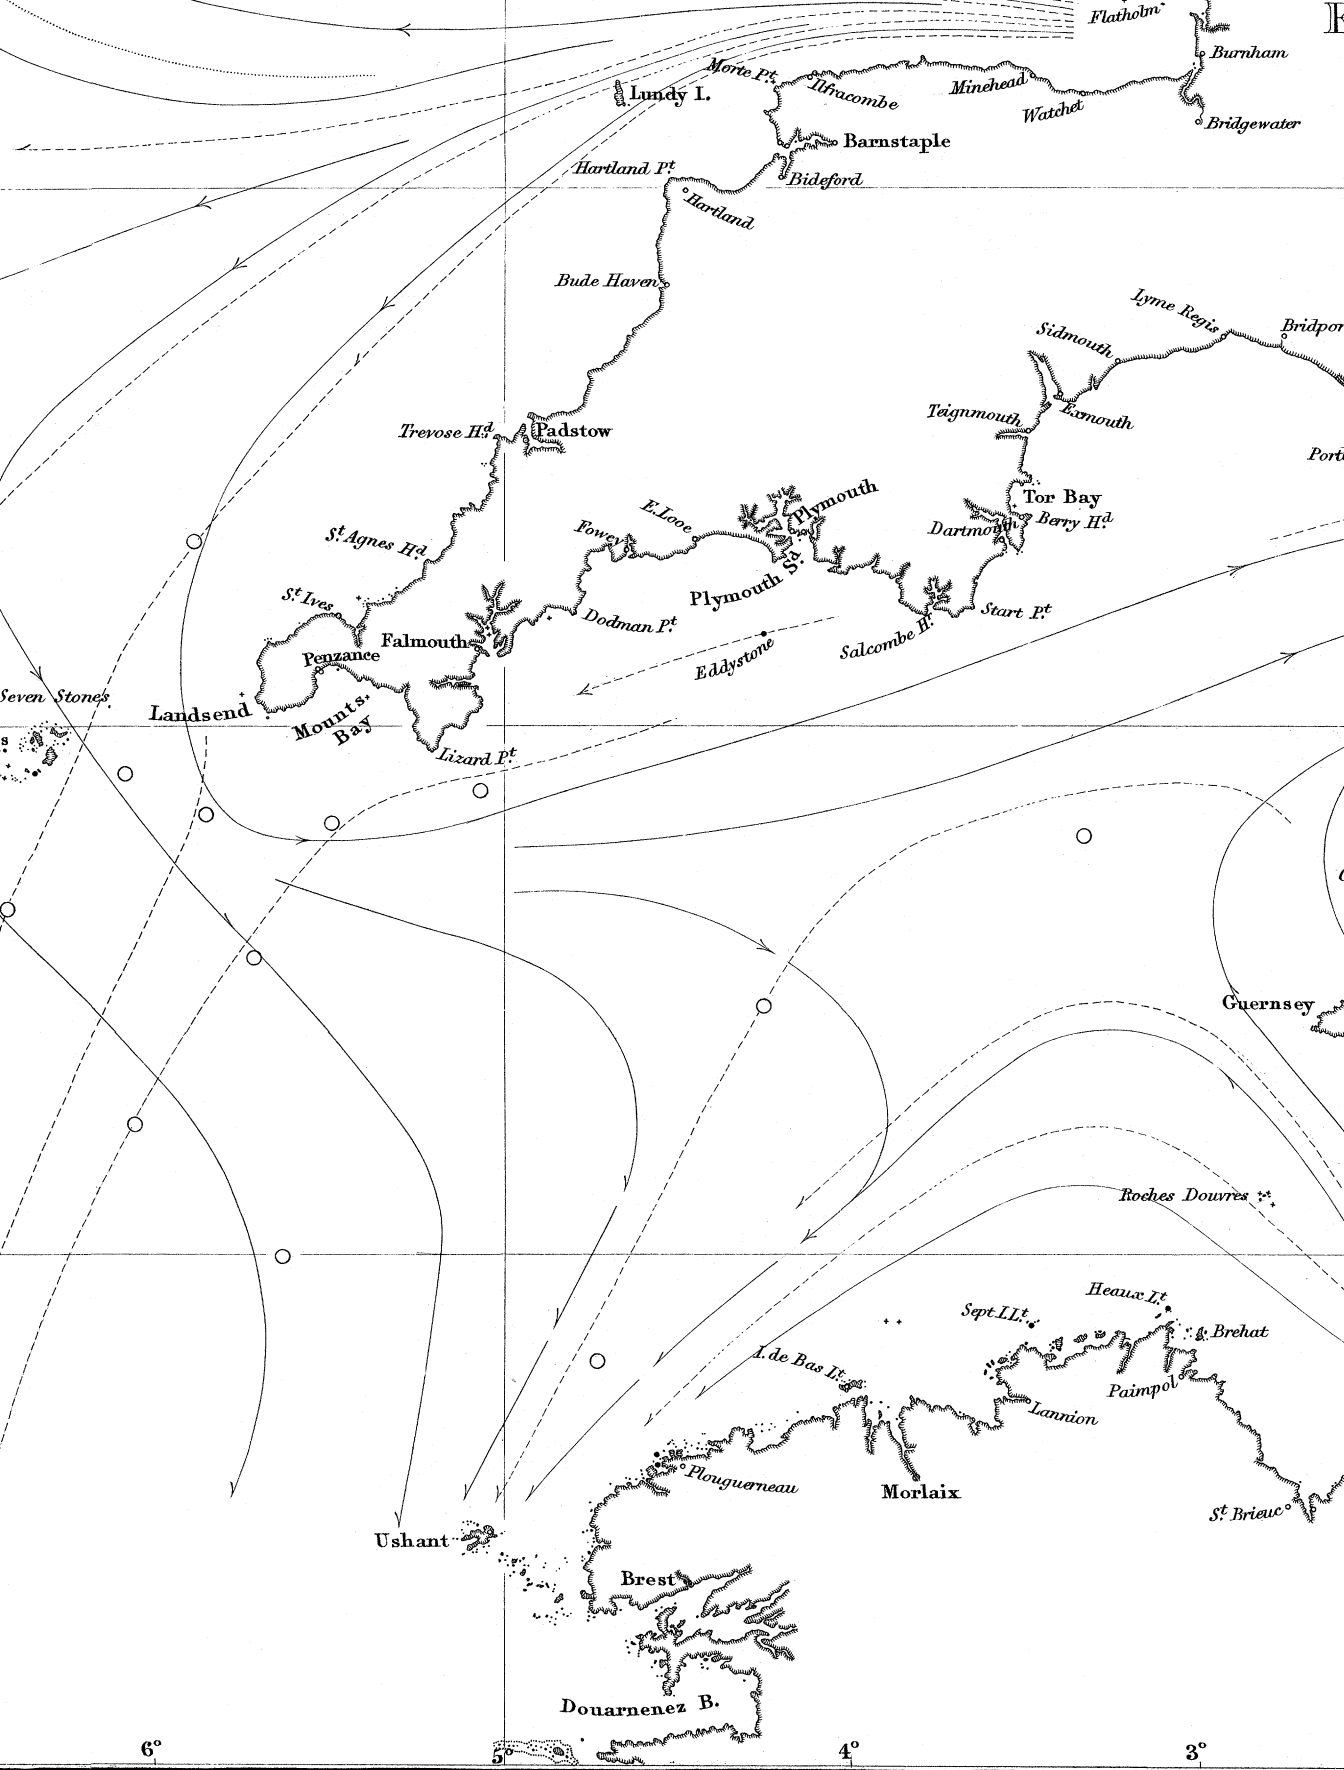 Flatholm
Burnham
Morte Pt.
Lundy I.
Ilfracombe
Minehead
Watchet
Bridgewater
Barnstaple
Hartland Pt.
Bideford
Hartland
Bude Haven
Lyme Regis
Bridpor
Sidmouth
Exmouth
Teignmouth
Trevose Hd.
Padstow
Port
Tor Bay
Berry Hd.
Dartmouth
Plymouth
E. Looe
Fowey
St. Agnes Hd.
Plymouth Sd.
St. Ives
Dodman Pt.
Start Pt.
Salcombe H.
Falmouth
Penzance
Eddystone
Seven Stones
Landsend
Mounts
Bay
s
Lizard Pt.
Guernsey
Roches Douvres
Heaux Lt.
Sept I Lt.
Brehat
I. de Bas Lt.
Paimpol
Lannion
Plouguerneau
Morlaix
St. Brieuc
Ushant
Brest
Douarnenez B.
6° 5° 4° 3°